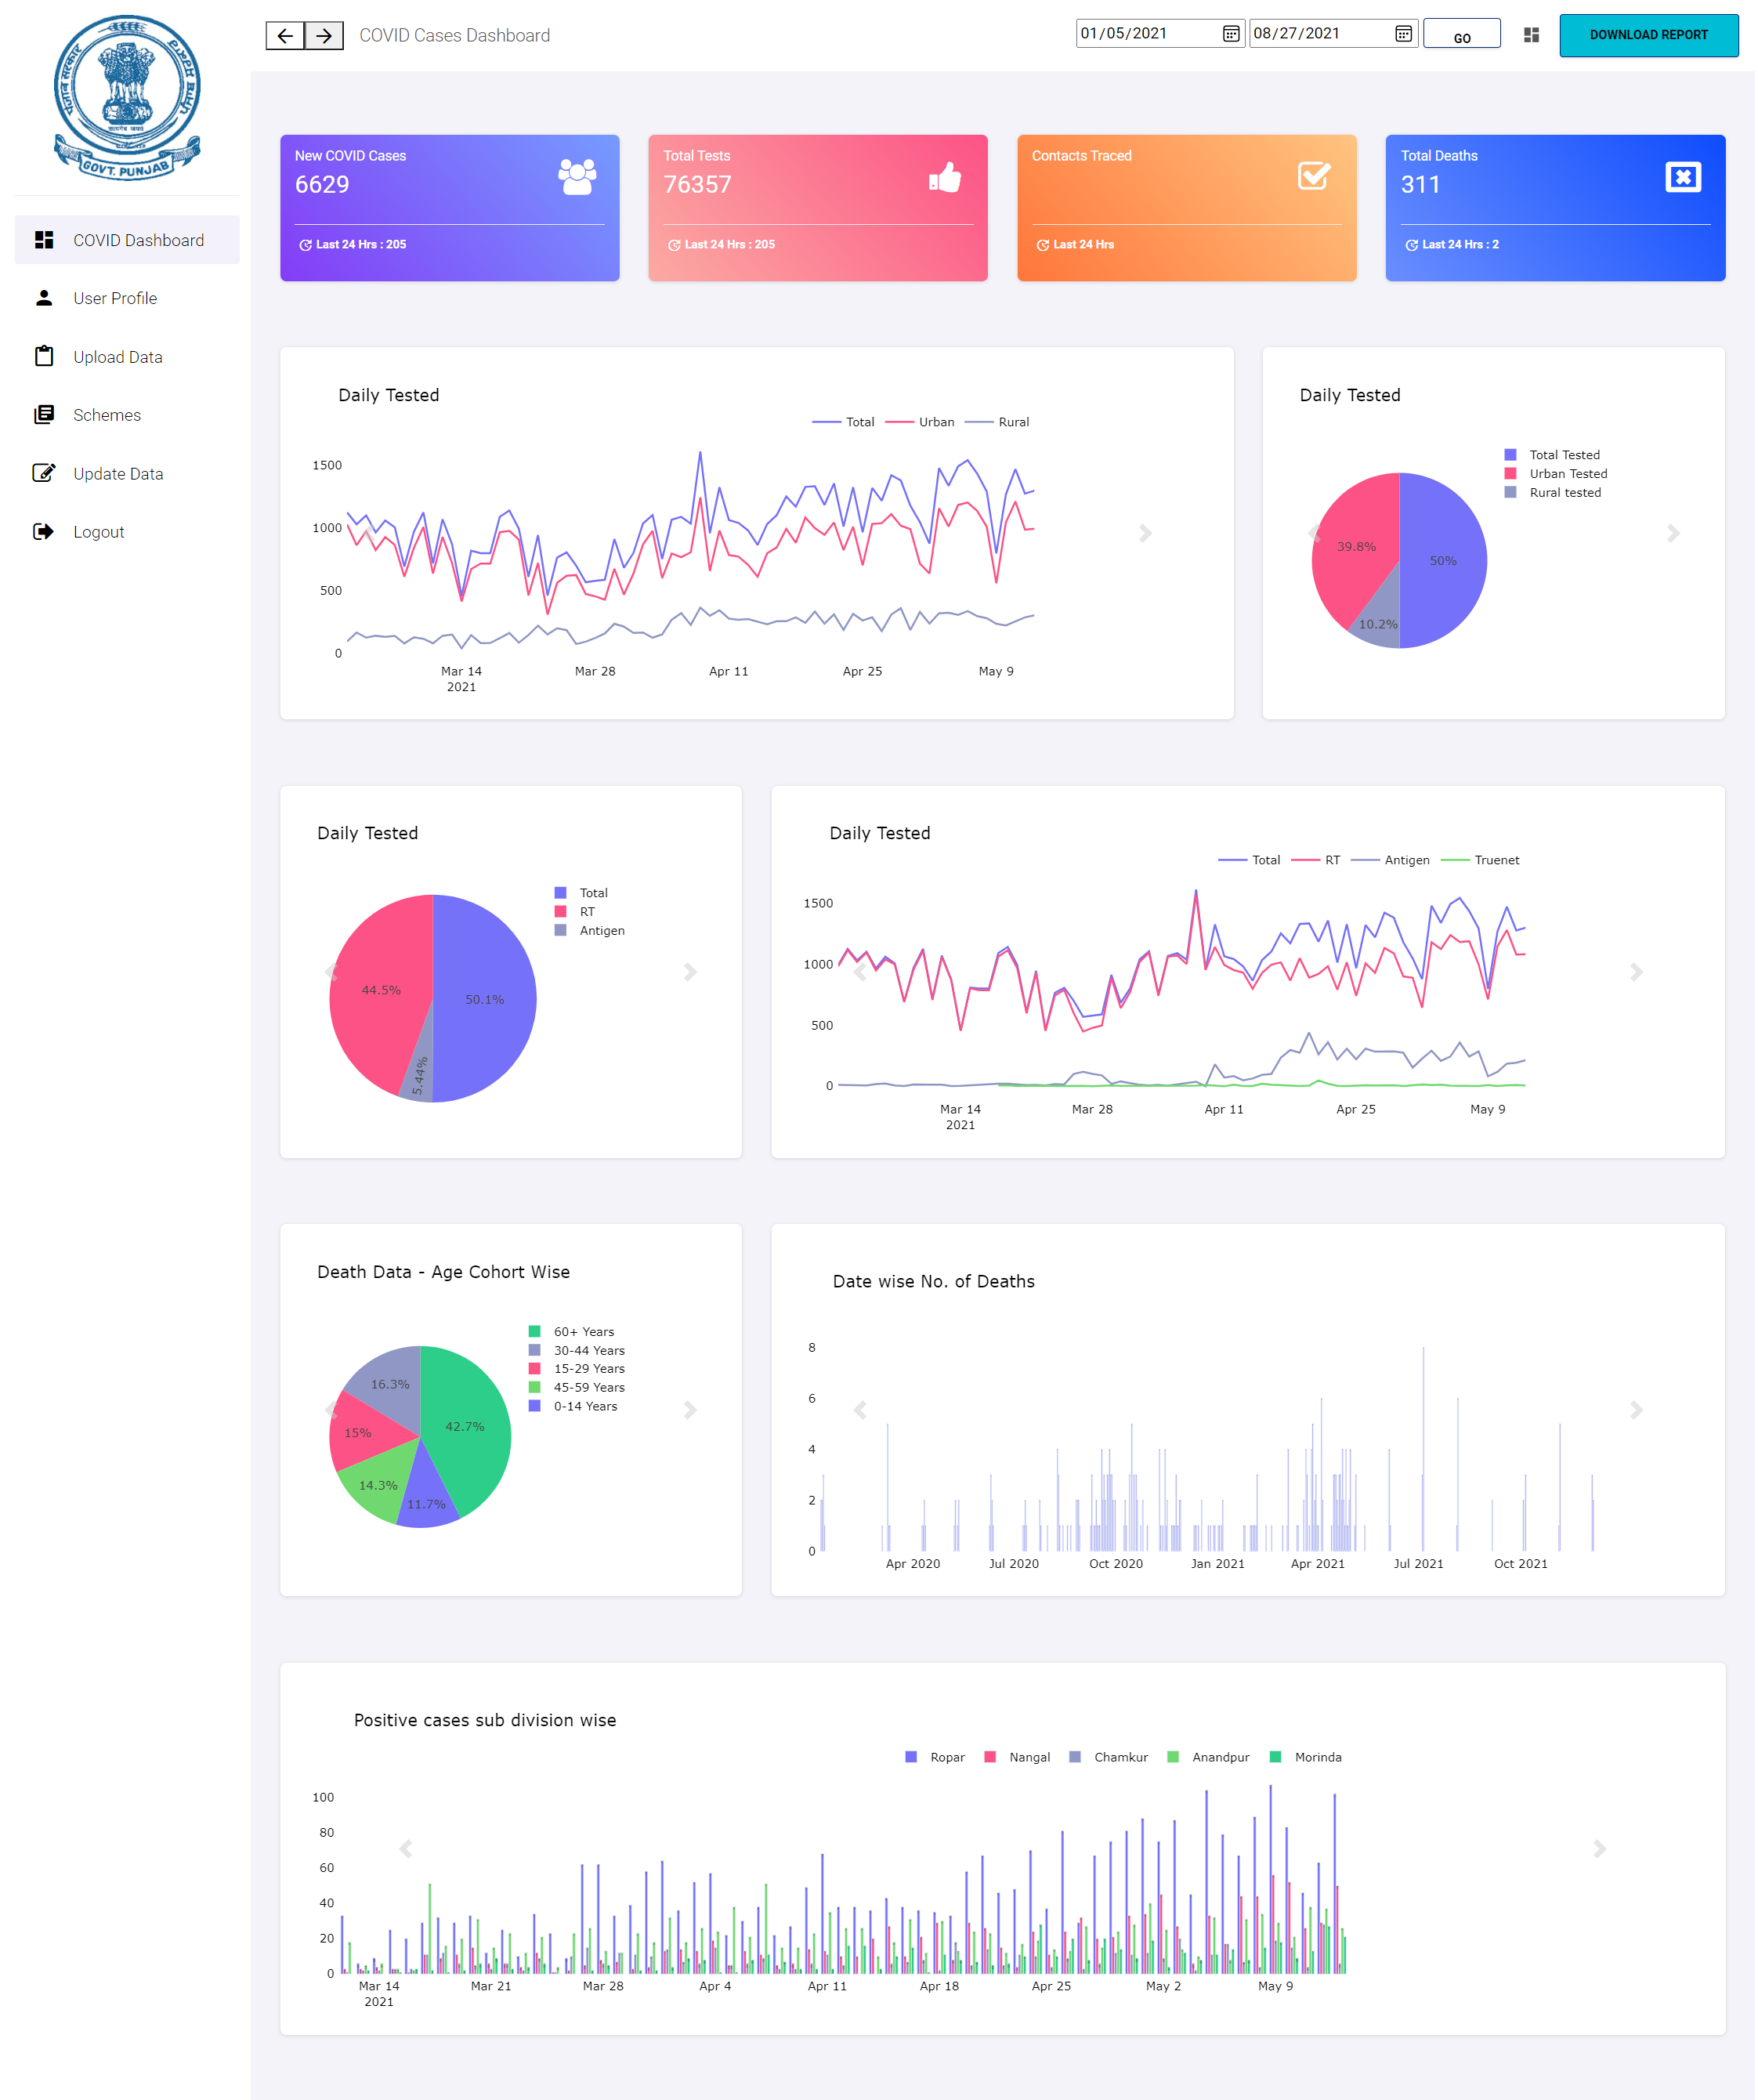 GOVT. PUNJAB
COVID Dashboard
User Profile
Upload Data
Schemes
Update Data
Logout
COVID Cases Dashboard
01/05/2021
08/27/2021
GO
DOWNLOAD REPORT
New COVID Cases
6629
Last 24 Hrs : 205
Total Tests
76357
Last 24 Hrs : 205
Contacts Traced
Last 24 Hrs
Total Deaths
311
Last 24 Hrs : 2
Daily Tested
Total Urban Rural
1500
1000
500
0
Mar 14 Mar 28 Apr 11 Apr 25 May 9
2021
Daily Tested
Total Tested
Urban Tested
Rural tested
39.8%
50%
10.2%
Daily Tested
Total
RT
Antigen
44.5%
50.1%
5.44%
Daily Tested
Total RT Antigen Truenet
1500
1000
500
0
Mar 14 Mar 28 Apr 11 Apr 25 May 9
2021
Death Data - Age Cohort Wise
60+ Years
30-44 Years
15-29 Years
45-59 Years
0-14 Years
16.3%
42.7%
15%
14.3%
11.7%
Date wise No. of Deaths
8
6
4
2
0
Apr 2020 Jul 2020 Oct 2020 Jan 2021 Apr 2021 Jul 2021 Oct 2021
Positive cases sub division wise
Ropar Nangal Chamkur Anandpur Morinda
100
80
60
40
20
0
Mar 14 Mar 21 Mar 28 Apr 4 Apr 11 Apr 18 Apr 25 May 2 May 9
2021